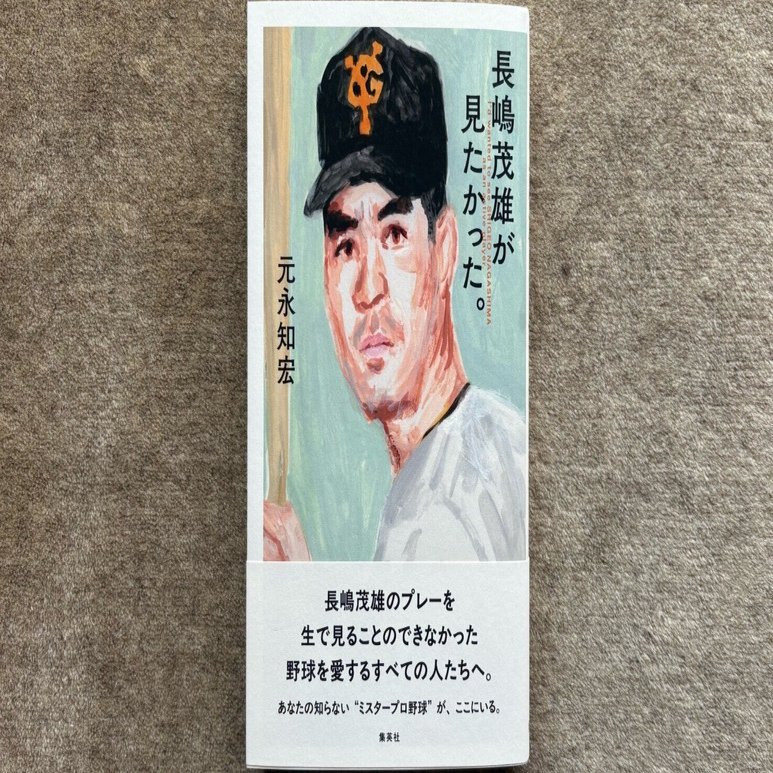 長嶋茂雄が
見たかった。
元永知宏
長嶋茂雄のプレーを
生で見ることのできなかった
野球を愛するすべての人たちへ。
あなたの知らない“ミスタープロ野球”が、ここにいる。
集英社